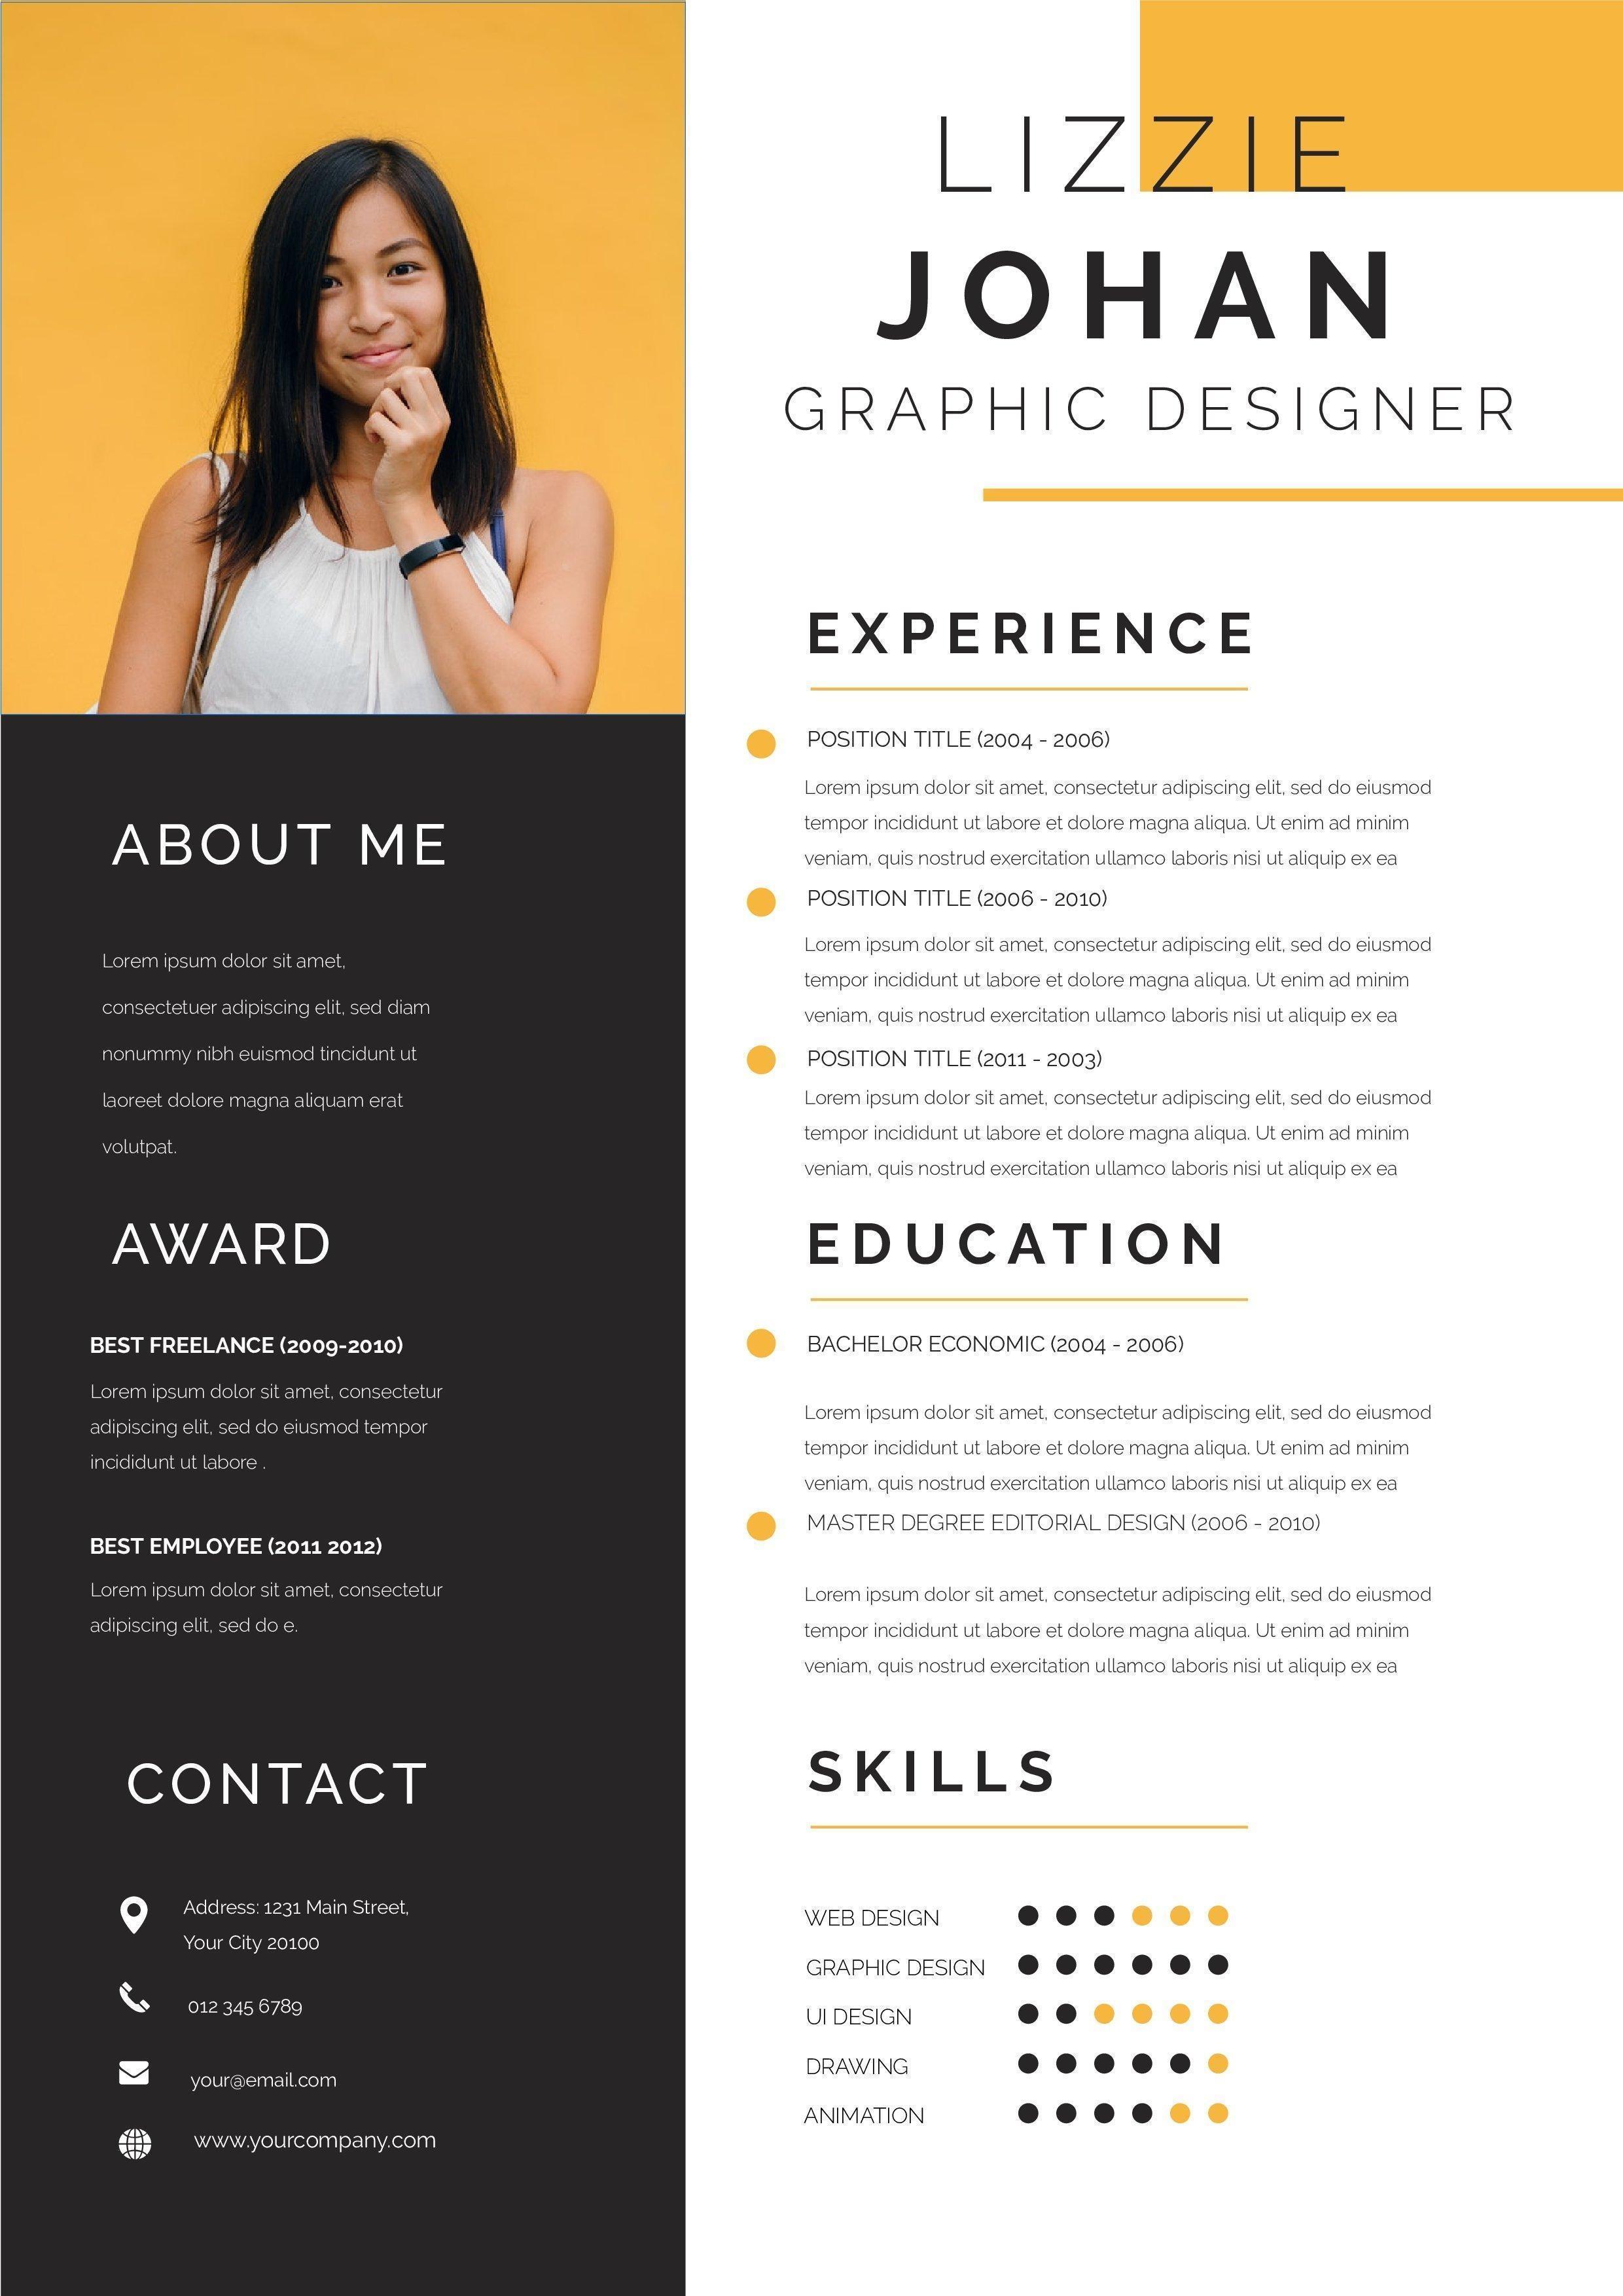 LIZZIE
JOHAN
GRAPHIC DESIGNER
ABOUT ME
Lorem ipsum dolor sit amet,
consectetuer adipiscing elit, sed diam
nonummy nibh euismod tincidunt ut
laoreet dolore magna aliquam erat
volutpat.
AWARD
BEST FREELANCE (2009-2010)
Lorem ipsum dolor sit amet, consectetur
adipiscing elit, sed do eiusmod tempor
incididunt ut labore .
BEST EMPLOYEE (2011 2012)
Lorem ipsum dolor sit amet, consectetur
adipiscing elit, sed do e.
CONTACT
Address: 1231 Main Street,
Your City 20100
012 345 6789
your@email.com
www.yourcompany.com
EXPERIENCE
POSITION TITLE (2004 - 2006)
Lorem ipsum dolor sit amet, consectetur adipiscing elit, sed do eiusmod
tempor incididunt ut labore et dolore magna aliqua. Ut enim ad minim
veniam, quis nostrud exercitation ullamco laboris nisi ut aliquip ex ea
POSITION TITLE (2006 - 2010)
Lorem ipsum dolor sit amet, consectetur adipiscing elit, sed do eiusmod
tempor incididunt ut labore et dolore magna aliqua. Ut enim ad minim
veniam, quis nostrud exercitation ullamco laboris nisi ut aliquip ex ea
POSITION TITLE (2011 - 2003)
Lorem ipsum dolor sit amet, consectetur adipiscing elit, sed do eiusmod
tempor incididunt ut labore et dolore magna aliqua. Ut enim ad minim
veniam, quis nostrud exercitation ullamco laboris nisi ut aliquip ex ea
EDUCATION
BACHELOR ECONOMIC (2004 - 2006)
Lorem ipsum dolor sit amet, consectetur adipiscing elit, sed do eiusmod
tempor incididunt ut labore et dolore magna aliqua. Ut enim ad minim
veniam, quis nostrud exercitation ullamco laboris nisi ut aliquip ex ea
MASTER DEGREE EDITORIAL DESIGN (2006 - 2010)
Lorem ipsum dolor sit amet, consectetur adipiscing elit, sed do eiusmod
tempor incididunt ut labore et dolore magna aliqua. Ut enim ad minim
veniam, quis nostrud exercitation ullamco laboris nisi ut aliquip ex ea
SKILLS
WEB DESIGN
GRAPHIC DESIGN
UI DESIGN
DRAWING
ANIMATION